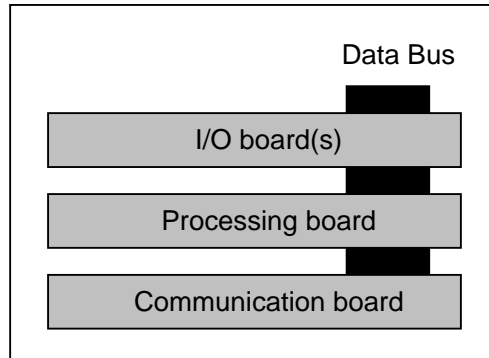 Data Bus
I/O board(s)
Processing board
Communication board